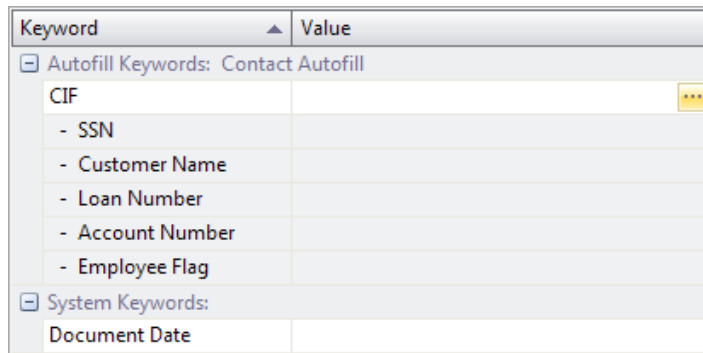 Keyword Value
Autofill Keywords: Contact Autofill
CIF ...
- SSN
- Customer Name
- Loan Number
- Account Number
- Employee Flag
System Keywords:
Document Date